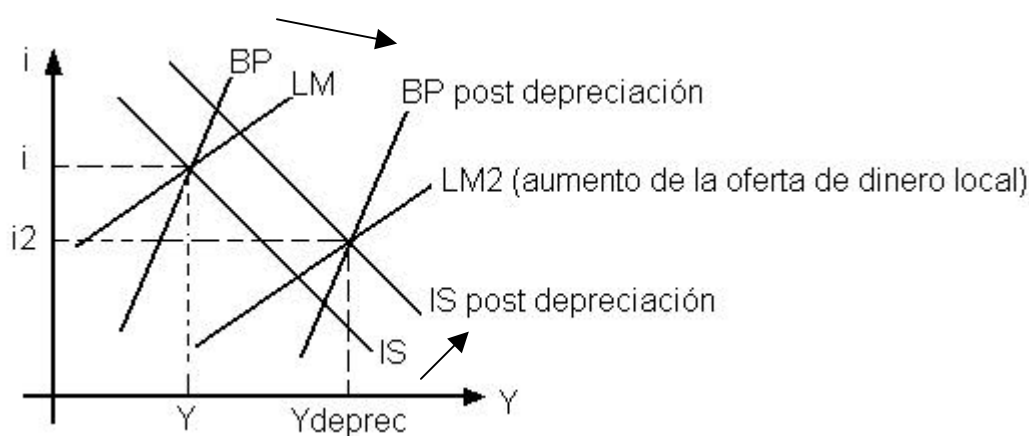 i
BP
LM
BP post depreciación
i
LM2 (aumento de la oferta de dinero local)
i2
IS post depreciación
IS
Y
Y
Ydeprec